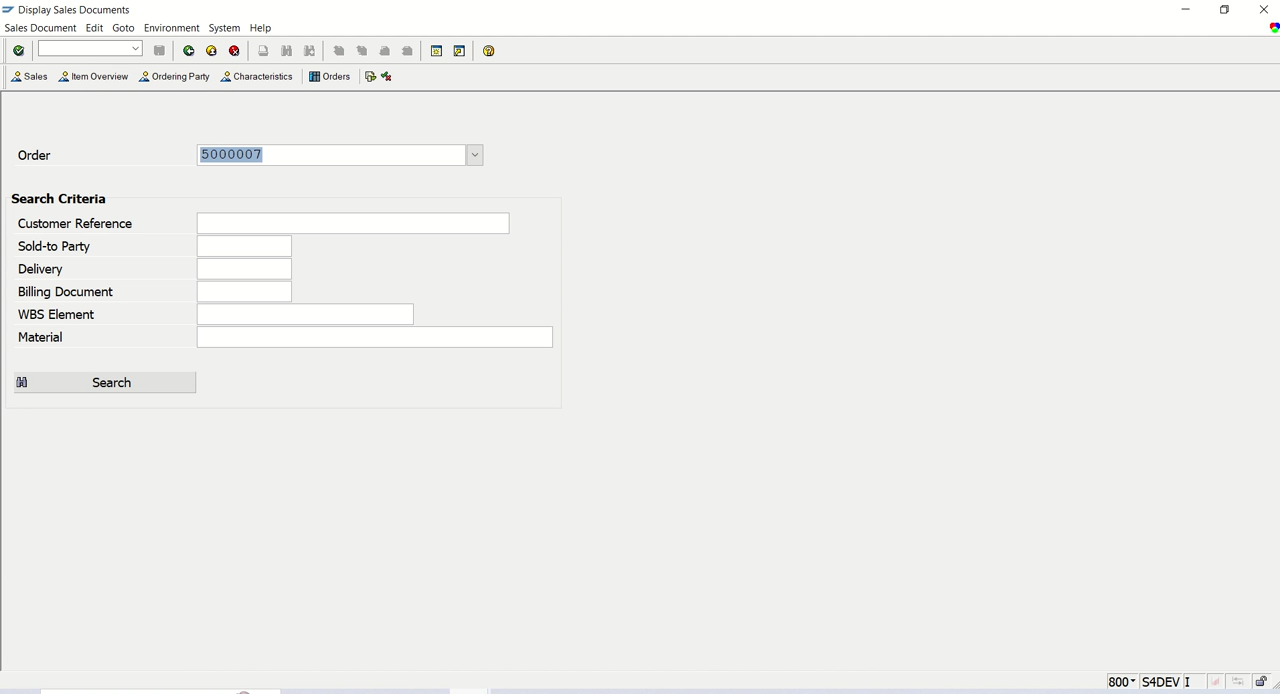 Display Sales Documents
Sales Document Edit Goto Environment System Help
Sales Item Overview Ordering Party Characteristics Orders
Order 5000007
Search Criteria
Customer Reference
Sold-to Party
Delivery
Billing Document
WBS Element
Material
Search
800 S4DEV I